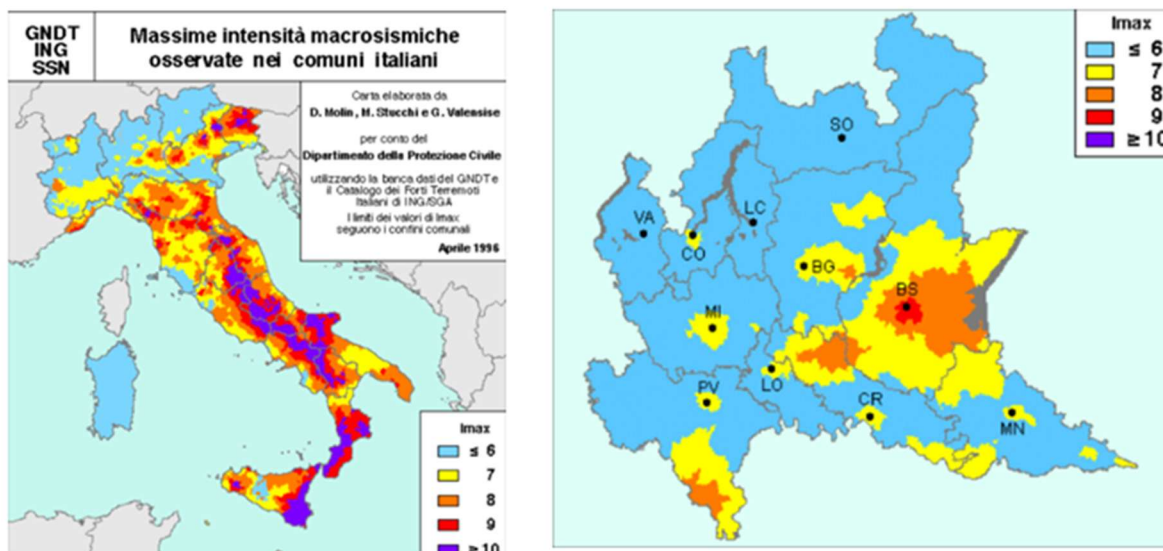 GNDT
ING
SSN
Massime intensità macrosismiche
osservate nei comuni italiani
Carta elaborata da
D. Molin, M. Stucchi e G. Valensise
per conto del
Dipartimento della Protezione Civile
utilizzando la banca dati del GNDT e
il Catalogo dei Forti Terremoti
Italiani di ING/SGA
I limiti dei valori di Imax
seguono i confini comunali
Aprile 1996
Imax
≤ 6
7
8
9
≥ 10
Imax
≤ 6
7
8
9
≥ 10
SO
VA
LC
CO
BG
BS
MI
LO
PV
CR
MN